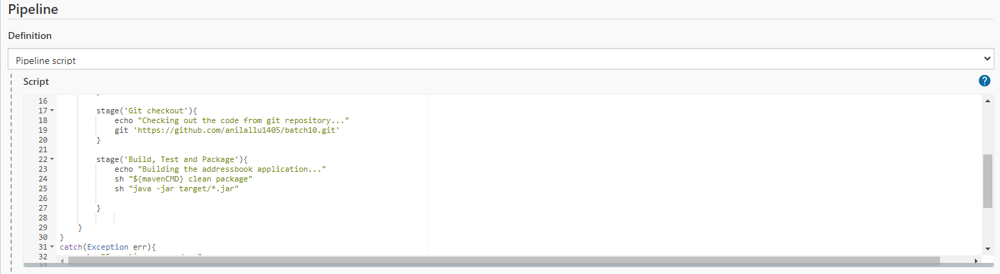 Pipeline
Definition
Pipeline script
Script
?
16
17 stage('Git checkout'){
18 echo "Checking out the code from git repository..."
19 git 'https://github.com/anilallu1405/batch10.git'
20 }
21
22 stage('Build, Test and Package'){
23 echo "Building the addressbook application..."
24 sh "${mavenCMD} clean package"
25 sh "java -jar target/*.jar"
26
27 }
28
29 }
30 }
31 catch(Exception err){
32
33